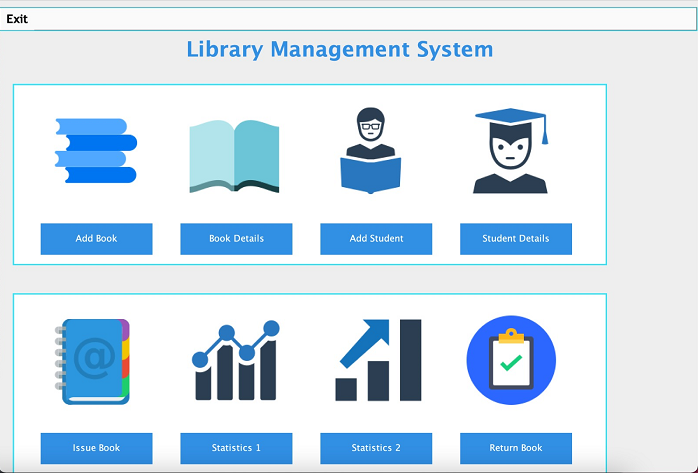 Exit
Library Management System
Add Book
Book Details
Add Student
Student Details
@
Issue Book
Statistics 1
Statistics 2
Return Book